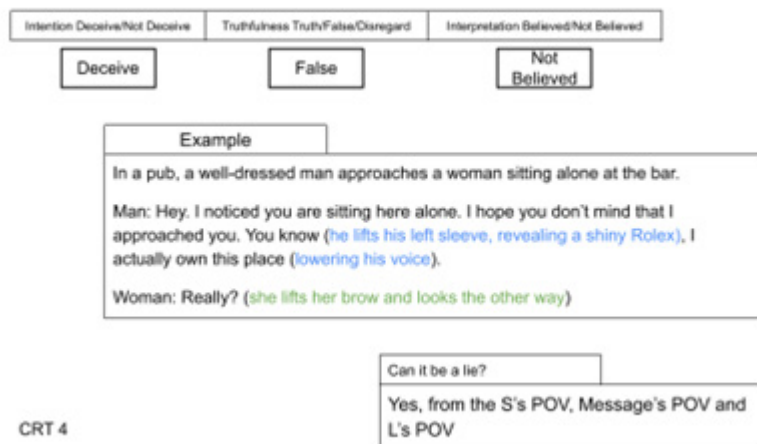 Intention Deceive/Not Deceive Truthfulness Truth/False/Disregard Interpretation Believed/Not Believed
Deceive False Not Believed
Example
In a pub, a well-dressed man approaches a woman sitting alone at the bar.
Man: Hey. I noticed you are sitting here alone. I hope you don't mind that I
approached you. You know (he lifts his left sleeve, revealing a shiny Rolex), I
actually own this place (lowering his voice).
Woman: Really? (she lifts her brow and looks the other way)
Can it be a lie?
Yes, from the S's POV, Message's POV and
L's POV
CRT 4